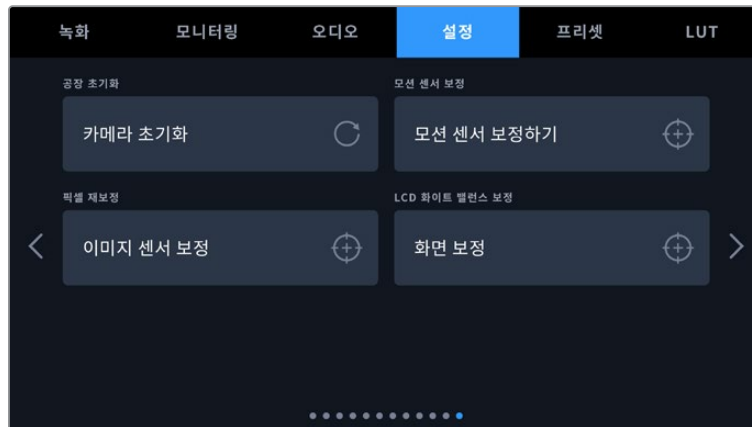 녹화 모니터링 오디오 설정 프리셋 LUT
공장 초기화 모션 센서 보정
카메라 초기화 모션 센서 보정하기
픽셀 재보정 LCD 화이트 밸런스 보정
이미지 센서 보정 화면 보정